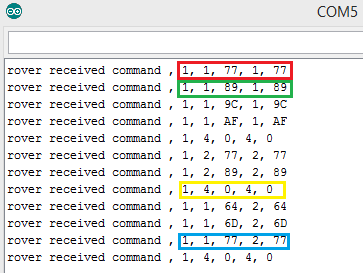 COM5
rover received command , 1, 1, 77, 1, 77
rover received command , 1, 1, 89, 1, 89
rover received command , 1, 1, 9C, 1, 9C
rover received command , 1, 1, AF, 1, AF
rover received command , 1, 4, 0, 4, 0
rover received command , 1, 2, 77, 2, 77
rover received command , 1, 2, 89, 2, 89
rover received command , 1, 4, 0, 4, 0
rover received command , 1, 1, 64, 2, 64
rover received command , 1, 1, 6D, 2, 6D
rover received command , 1, 1, 77, 2, 77
rover received command , 1, 4, 0, 4, 0